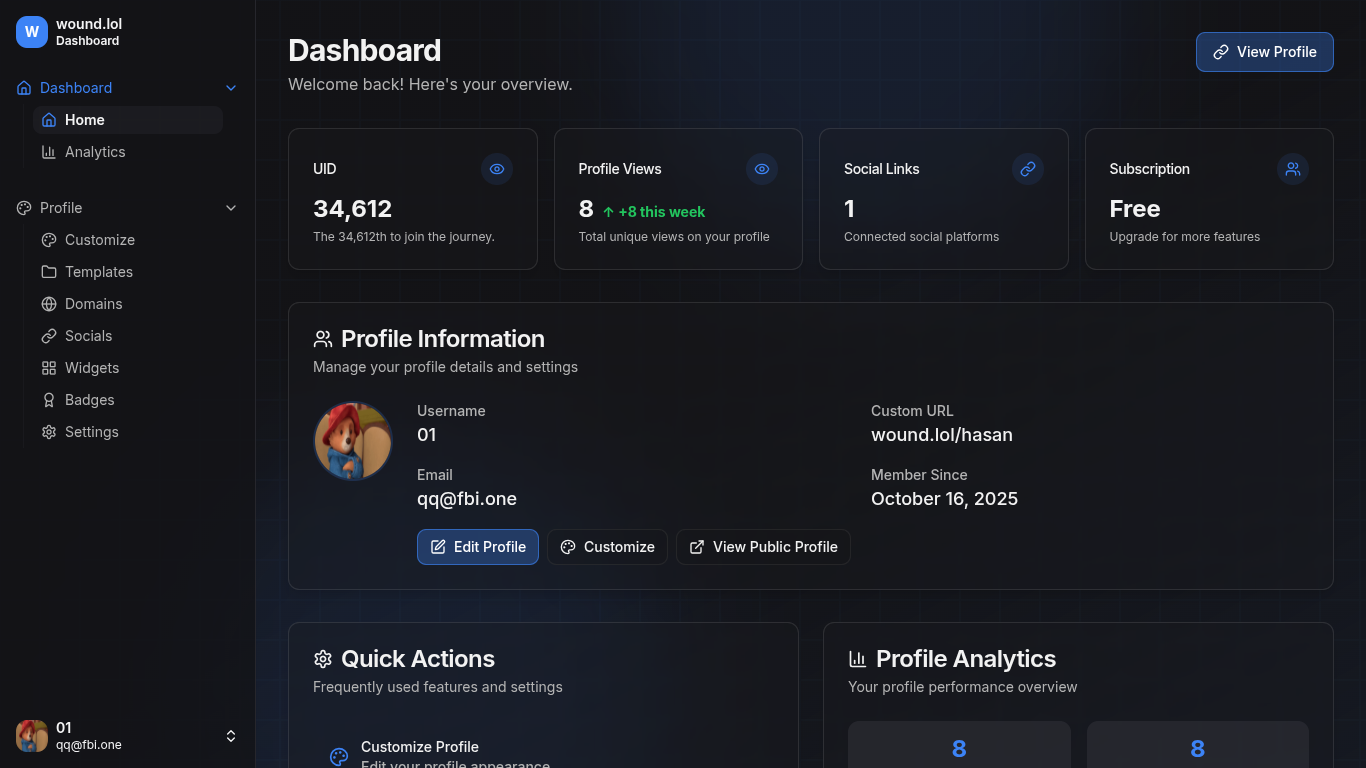 W
wound.lol
Dashboard
Dashboard
Home
Analytics
Profile
Customize
Templates
Domains
Socials
Widgets
Badges
Settings
01
qq@fbi.one
Dashboard
Welcome back! Here's your overview.
View Profile
UID
34,612
The 34,612th to join the journey.
Profile Views
8 ↑ +8 this week
Total unique views on your profile
Social Links
1
Connected social platforms
Subscription
Free
Upgrade for more features
Profile Information
Manage your profile details and settings
Username
01
Custom URL
wound.lol/hasan
Email
qq@fbi.one
Member Since
October 16, 2025
Edit Profile
Customize
View Public Profile
Quick Actions
Frequently used features and settings
Customize Profile
Edit your profile appearance
Profile Analytics
Your profile performance overview
8
8